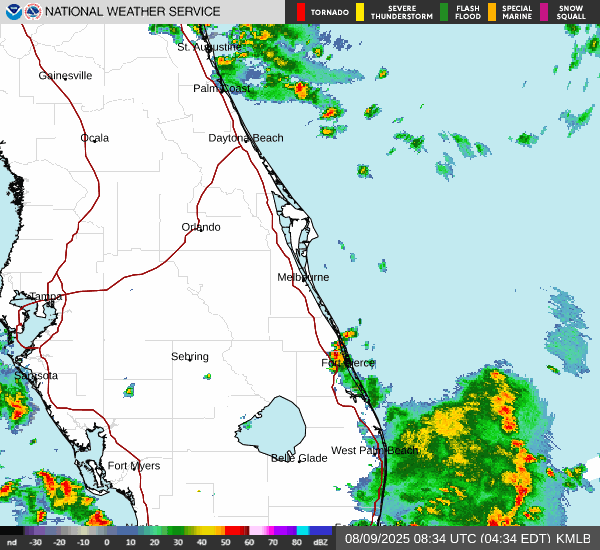 NATIONAL WEATHER SERVICE
TORNADO
SEVERE THUNDERSTORM
FLASH FLOOD
SPECIAL MARINE
SNOW SQUALL
St. Augustine
Gainesville
Palm Coast
Ocala
Daytona Beach
Orlando
Melbourne
Tampa
Sebring
Fort Pierce
Sarasota
West Palm Beach
Belle Glade
Fort Myers
nd -30 -20 -10 0 10 20 30 40 50 60 70 80 dBZ
08/09/2025 08:34 UTC (04:34 EDT) KMLB